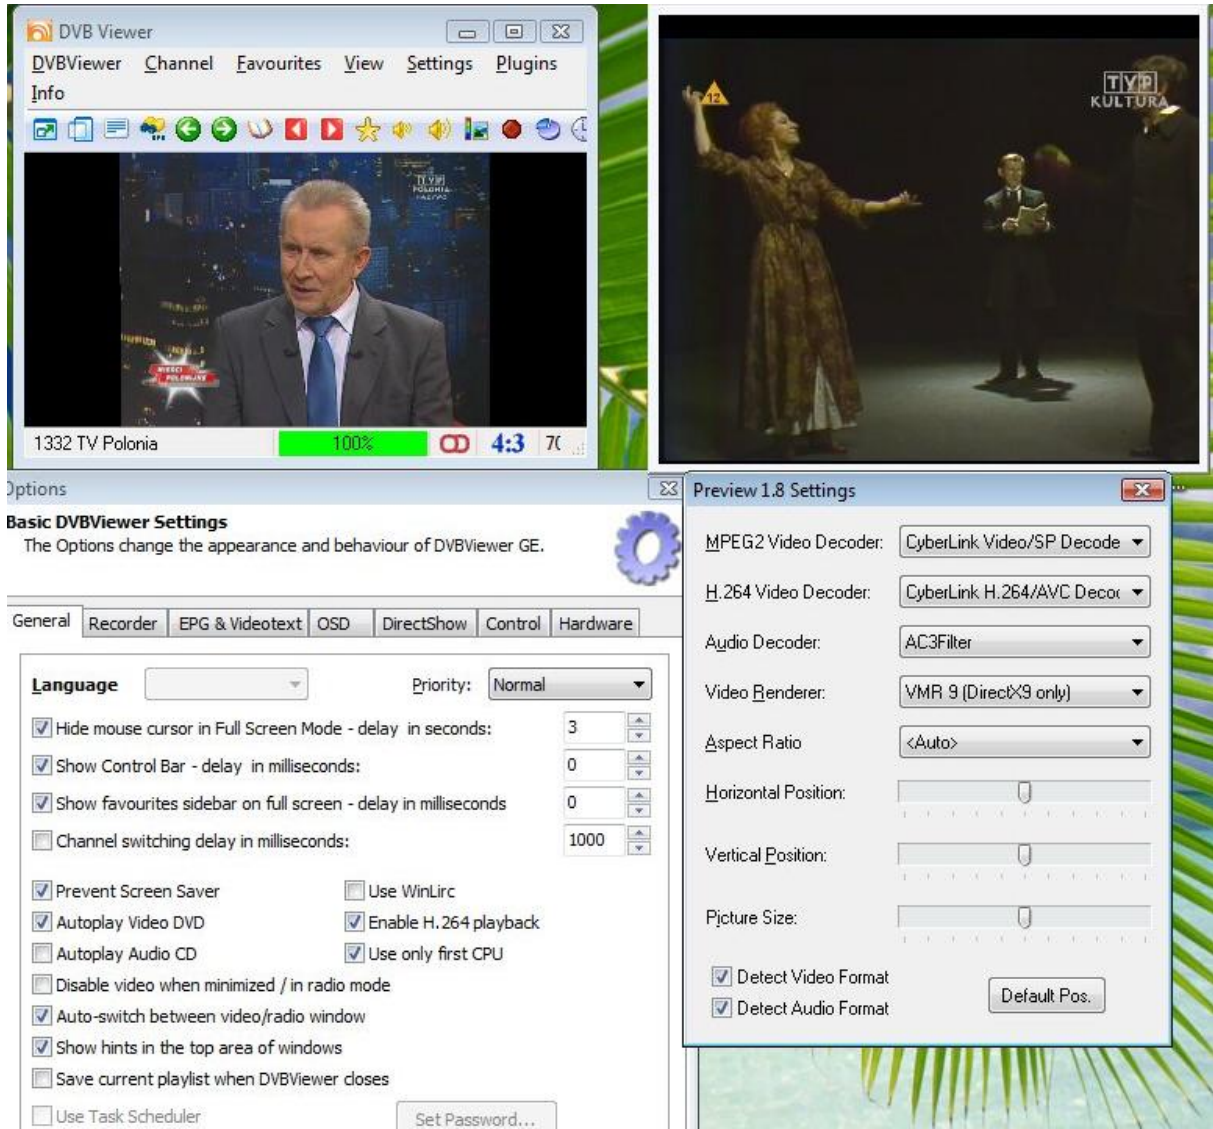 DVB Viewer
DVBViewer Channel Favourites View Settings Plugins
Info
TVP
POLONIA
WIEŚCI
POLONIJNE
1332 TV Polonia 100% 4:3
12
TVP
KULTURA
Options
Basic DVBViewer Settings
The Options change the appearance and behaviour of DVBViewer GE.
General Recorder EPG & Videotext OSD DirectShow Control Hardware
Language Priority: Normal
Hide mouse cursor in Full Screen Mode - delay in seconds: 3
Show Control Bar - delay in milliseconds: 0
Show favourites sidebar on full screen - delay in milliseconds 0
Channel switching delay in milliseconds: 1000
Prevent Screen Saver Use WinLirc
Autoplay Video DVD Enable H.264 playback
Autoplay Audio CD Use only first CPU
Disable video when minimized / in radio mode
Auto-switch between video/radio window
Show hints in the top area of windows
Save current playlist when DVBViewer closes
Use Task Scheduler Set Password...
Preview 1.8 Settings
MPEG2 Video Decoder: CyberLink Video/SP Decode
H.264 Video Decoder: CyberLink H.264/AVC Decoc
Audio Decoder: AC3Filter
Video Renderer: VMR 9 (DirectX9 only)
Aspect Ratio <Auto>
Horizontal Position:
Vertical Position:
Picture Size:
Detect Video Format
Detect Audio Format
Default Pos.